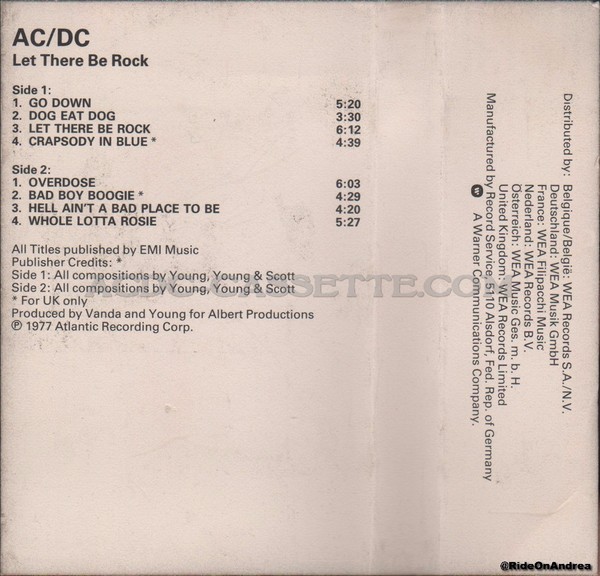 AC/DC
Let There Be Rock
Side 1:
1. GO DOWN 5:20
2. DOG EAT DOG 3:30
3. LET THERE BE ROCK 6:12
4. CRAPSODY IN BLUE * 4:39
Side 2:
1. OVERDOSE 6:03
2. BAD BOY BOOGIE * 4:29
3. HELL AIN'T A BAD PLACE TO BE 4:20
4. WHOLE LOTTA ROSIE 5:27
All Titles published by EMI Music
Publisher Credits: *
Side 1: All compositions by Young, Young & Scott
Side 2: All compositions by Young, Young & Scott
* For UK only
Produced by Vanda and Young for Albert Productions
Ⓟ 1977 Atlantic Recording Corp.
Distributed by: Belgique/België: WEA Records S.A./N.V.
Deutschland: WEA Musik GmbH
France: WEA Filipacchi Music
Nederland: WEA Records B.V.
Österreich: WEA Music Ges. m. b. H.
United Kingdom: WEA Records Limited
Manufactured by Record Service, 5110 Alsdorf, Fed. Rep. of Germany
A Warner Communications Company.
@RideOnAndrea